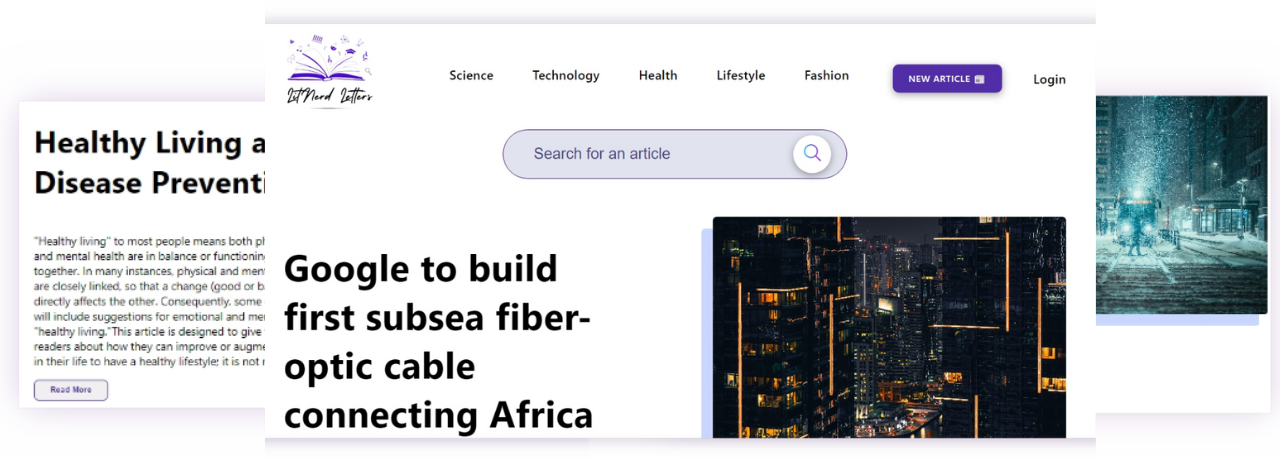 Lit'Nerd Letters
Science
Technology
Health
Lifestyle
Fashion
NEW ARTICLE
Login
Search for an article
Healthy Living a
Disease Preventi
"Healthy living" to most people means both pl
and mental health are in balance or functionin
together. In many instances, physical and ment
are closely linked, so that a change (good or b
directly affects the other. Consequently, some
will include suggestions for emotional and me
"healthy living."This article is designed to give
readers about how they can improve or augme
in their life to have a healthy lifestyle; it is not
Read More
Google to build
first subsea fiber-
optic cable
connecting Africa